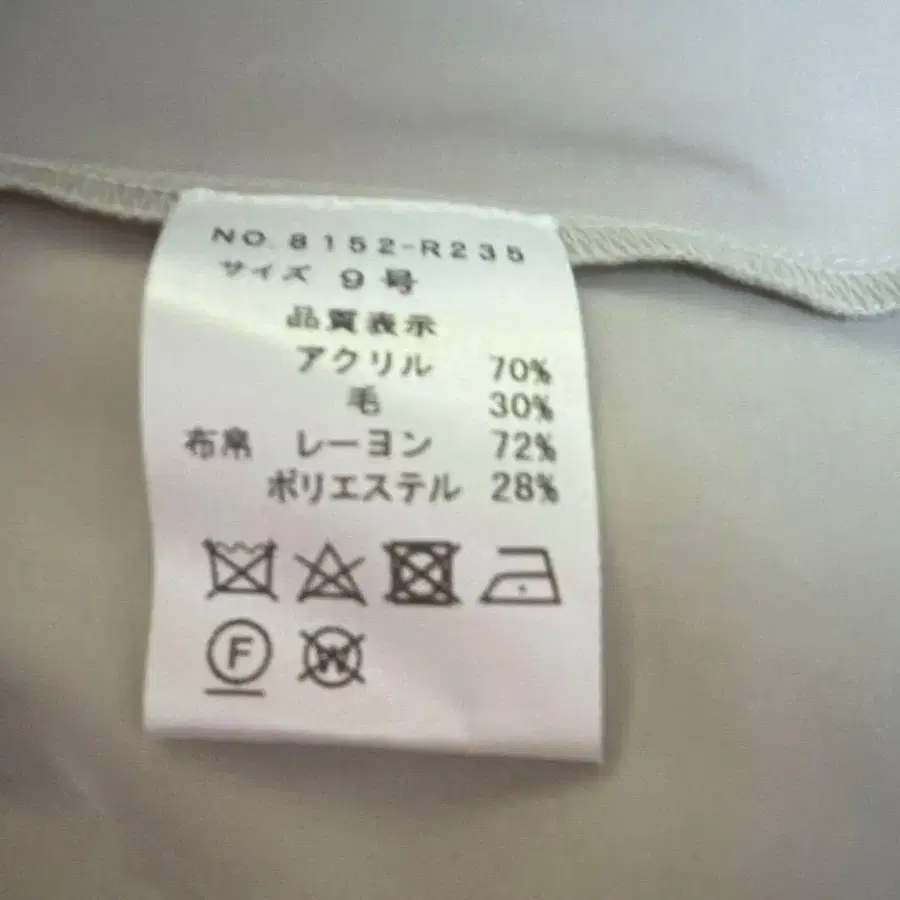 NO. 8152-R235
サイズ 9号
品質表示
アクリル 70%
毛 30%
布帛 レーヨン 72%
ポリエステル 28%
F
W